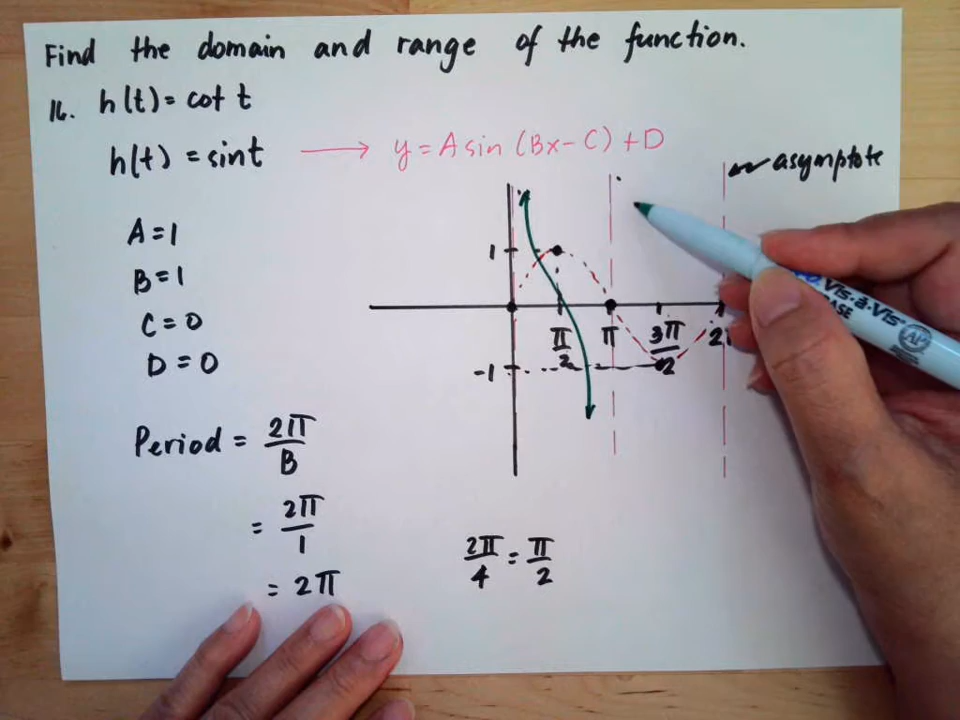 Find the domain and range of the function.
16. h(t) = cot t
h(t) = sint → y = A sin (Bx - C) + D
asymptote
A = 1
B = 1
C = 0
D = 0
1
π/2 π 3π/2
-1
Period = 2π/B
= 2π/1
= 2π
2π/4 = π/2
Vis-à-Vis
AP